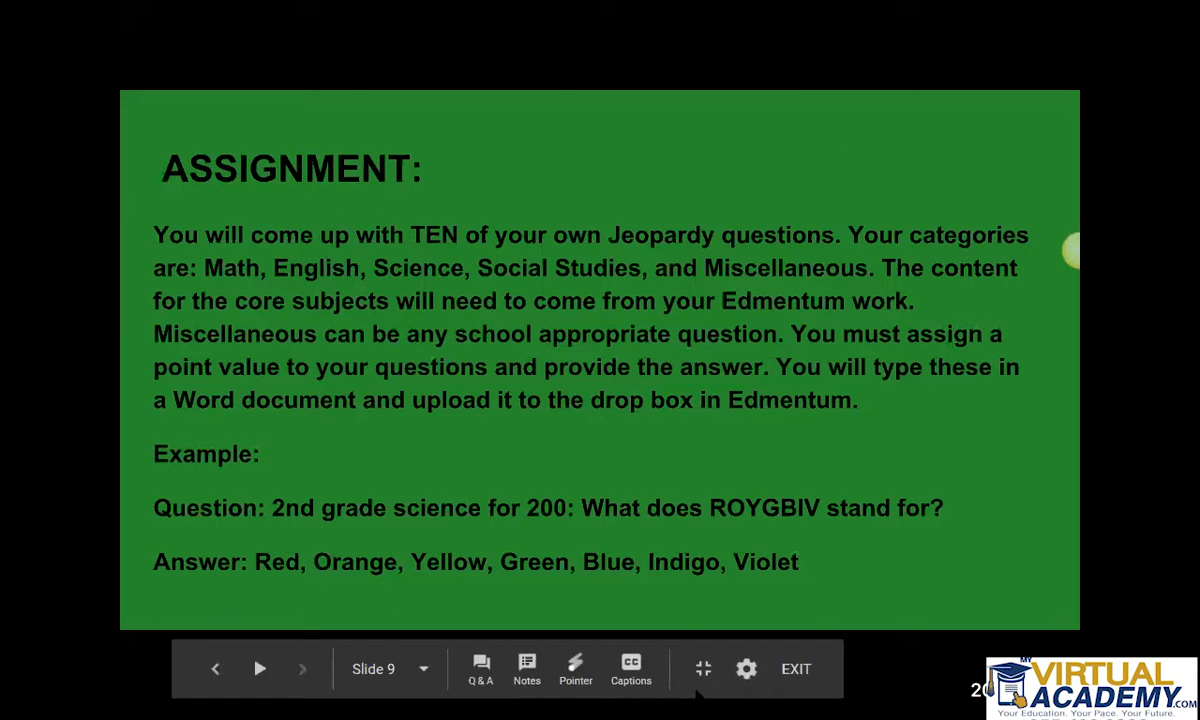 ASSIGNMENT:
You will come up with TEN of your own Jeopardy questions. Your categories
are: Math, English, Science, Social Studies, and Miscellaneous. The content
for the core subjects will need to come from your Edmentum work.
Miscellaneous can be any school appropriate question. You must assign a
point value to your questions and provide the answer. You will type these in
a Word document and upload it to the drop box in Edmentum.
Example:
Question: 2nd grade science for 200: What does ROYGBIV stand for?
Answer: Red, Orange, Yellow, Green, Blue, Indigo, Violet
Slide 9
Q & A
Notes
Pointer
Captions
EXIT
MY
VIRTUAL
ACADEMY.COM
Your Education. Your Pace. Your Future.